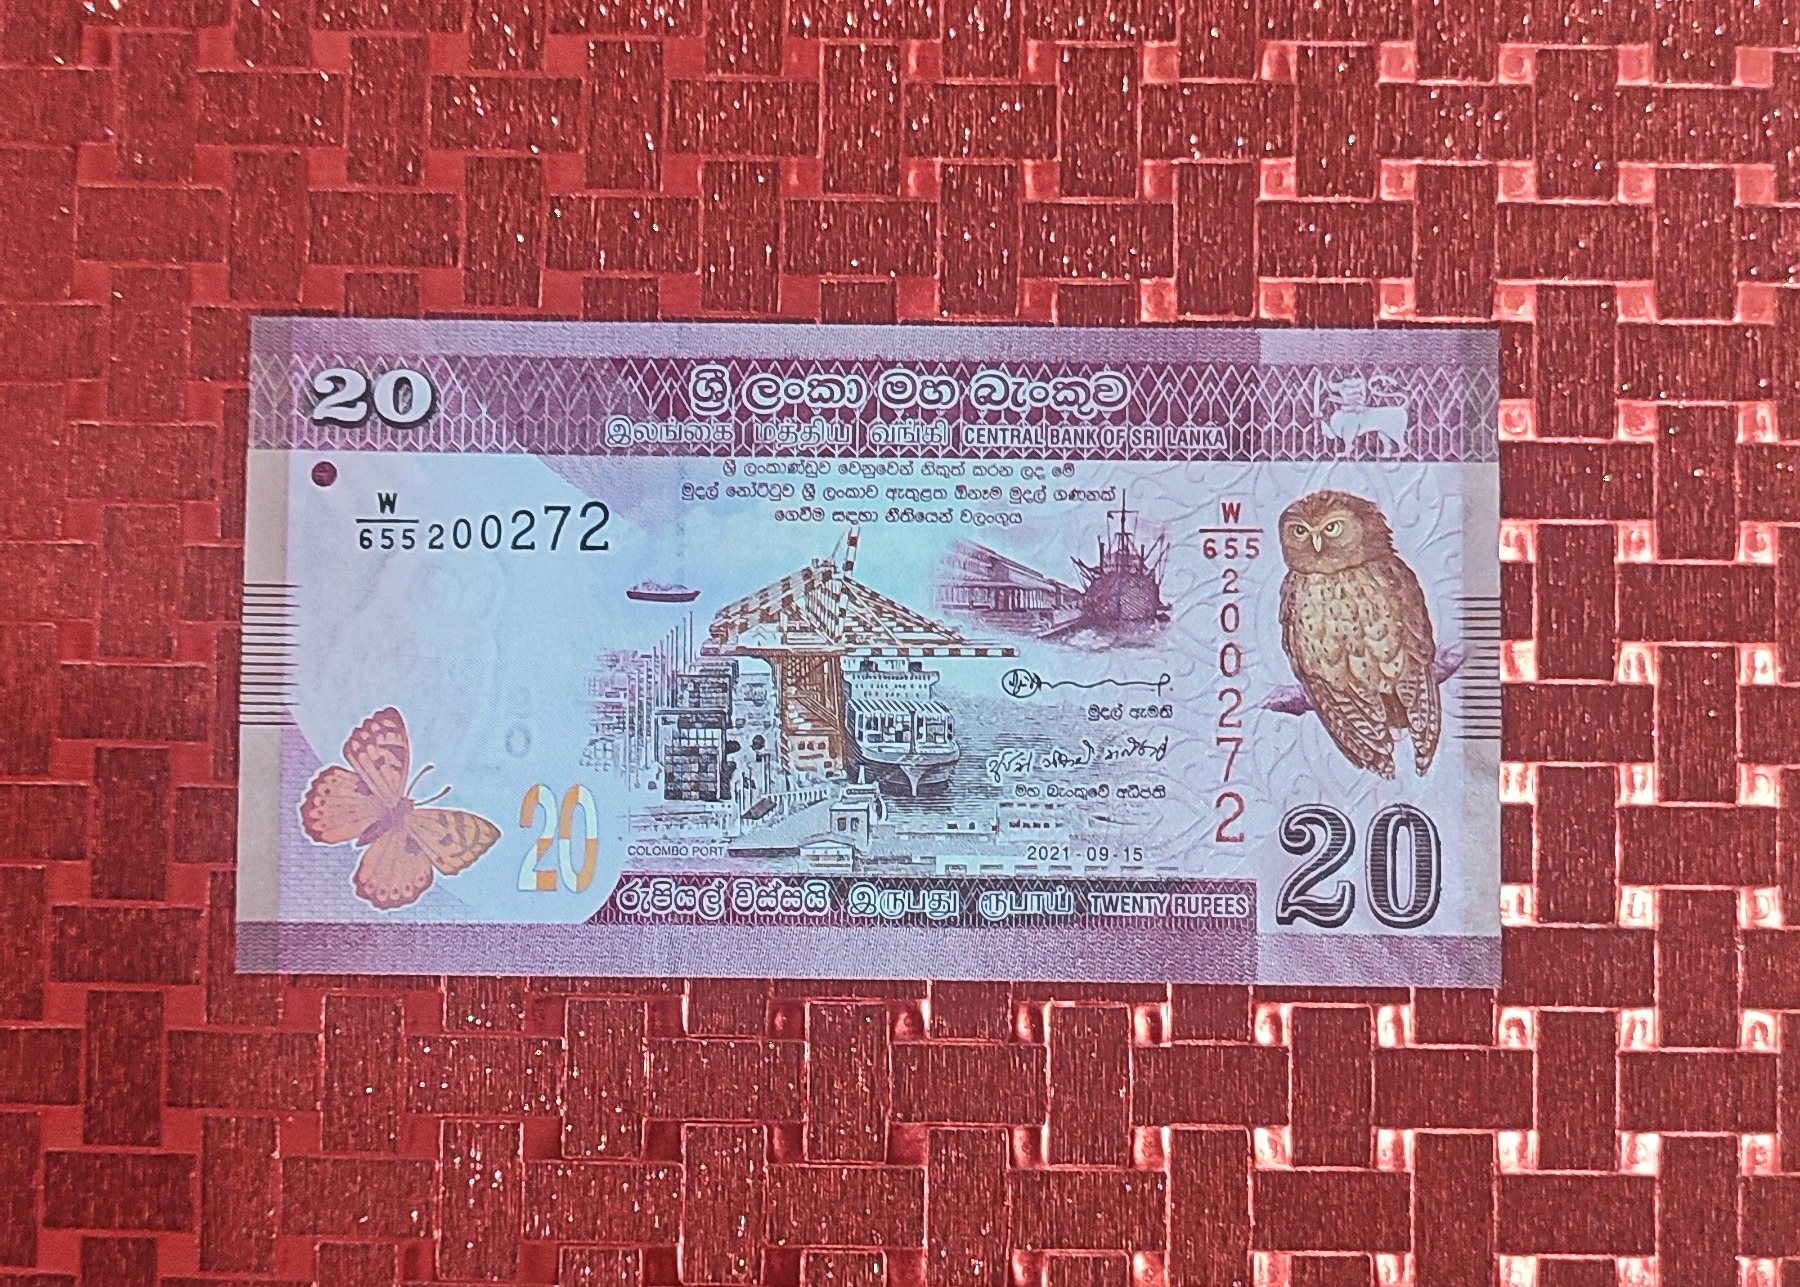 20
ශ්‍රී ලංකා මහ බැංකුව
இலங்கை மத்திய வங்கி CENTRAL BANK OF SRI LANKA
ශ්‍රී ලංකාණ්ඩුව වෙනුවෙන් නිකුත් කරන ලද මේ
මුදල් නෝට්ටුව ශ්‍රී ලංකාව ඇතුළත ඕනෑම මුදල් ගණනක්
ගෙවීම සඳහා නීතියෙන් වලංගුය
W
655 200272
W
655
200272
මුදල් ඇමති
මහ බැංකුවේ අධිපති
20
20
COLOMBO PORT
2021-09-15
රුපියල් විස්සයි இருபது ரூபாய் TWENTY RUPEES
20